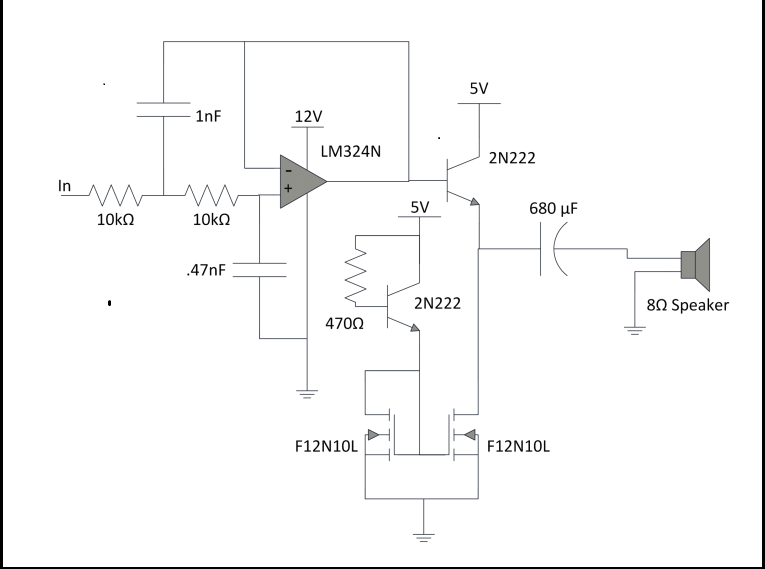 5V
1nF
12V
LM324N
2N222
In
10kΩ
10kΩ
5V
680 µF
.47nF
2N222
470Ω
8Ω Speaker
F12N10L
F12N10L
-
+